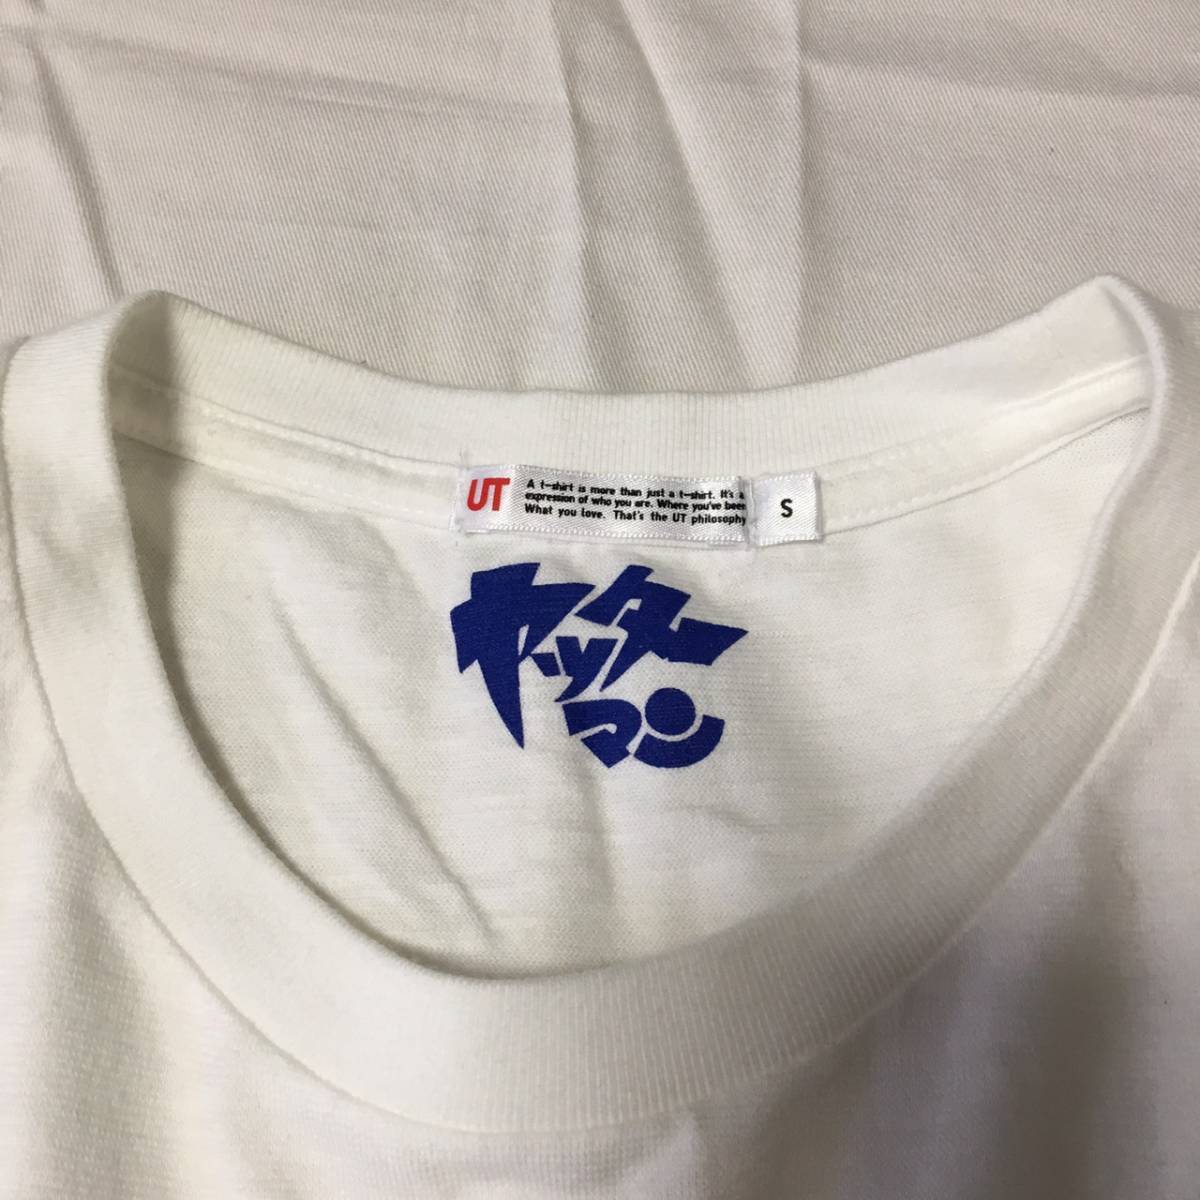 UT
A t-shirt is more than just a t-shirt. It's a
expression of who you are. Where you've been
What you love. That's the UT philosophy
S
ヤッター
マン